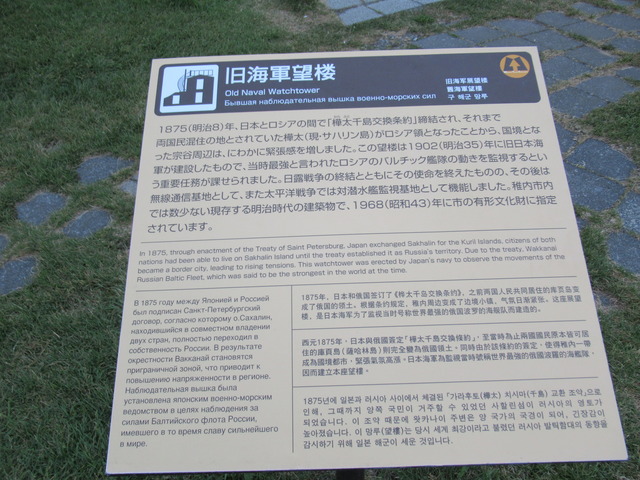 旧海軍望楼
Old Naval Watchtower
Бывшая наблюдательная вышка военно-морских сил
旧海军展望楼
舊海軍望樓
구 해군 망루
1875(明治8)年、日本とロシアの間で「樺太千島交換条約」締結され、それまで
両国民混住の地とされていた樺太(現・サハリン島)がロシア領となったことから、国境とな
った宗谷周辺は、にわかに緊張感を増しました。この望楼は1902(明治35)年に旧日本海
軍が建設したもので、当時最強と言われたロシアのバルチック艦隊の動きを監視するとい
う重要任務が課せられました。日露戦争の終結とともにその使命を終えたものの、その後は
無線通信基地として、また太平洋戦争では対潜水艦監視基地として機能しました。稚内市内
では数少ない現存する明治時代の建築物で、1968(昭和43)年に市の有形文化財に指定
されています。
In 1875, through enactment of the Treaty of Saint Petersburg, Japan exchanged Sakhalin for the Kuril Islands, citizens of both
nations had been able to live on Sakhalin Island until the treaty established it as Russia's territory. Due to the treaty, Wakkanai
became a border city, leading to rising tensions. This watchtower was erected by Japan's navy to observe the movements of the
Russian Baltic Fleet, which was said to be the strongest in the world at the time.
В 1875 году между Японией и Россией
был подписан Санкт-Петербургский
договор, согласно которому о.Сахалин,
находившийся в совместном владении
двух стран, полностью переходил в
собственность России. В результате
окрестности Вакканай становятся
приграничной зоной, что приводит к
повышению напряженности в регионе.
Наблюдательная вышка была
установлена японским военно-морским
ведомством в целях наблюдения за
силами Балтийского флота России,
имевшего в то время славу сильнейшего
в мире.
1875年、日本和俄国签订了《桦太千岛交换条约》,之前两国人民共同居住的库页岛变
成了俄国的领土。根据条约规定,稚内周边变成了边境小镇,气氛日渐紧张。这座展望
楼,是日本海军为了监视当时号称世界最强的俄国波罗的海舰队而建造的。
西元1875年,日本與俄國簽定「樺太千島交換條約」,至當時為止兩國國民原本皆可居
住的庫頁島(薩哈林島)則完全變為俄國領土。同時由於該條約的簽定,使得稚內一帶
成為國境都市,緊張氣氛高漲。日本海軍為監視當時號稱世界最強的俄國波羅的海艦隊,
因而建立本座望樓。
1875년에 일본과 러시아 사이에서 체결된 「가라후토(樺太) 치시마(千島) 교환 조약」으로
인해, 그때까지 양쪽 국민이 거주할 수 있었던 사할린섬이 러시아의 영토가
되었습니다. 이 조약 때문에 왓카나이 주변은 양 국가의 국경이 되어, 긴장감이
높아졌습니다. 이 망루(望樓)는 당시 세계 최강이라고 불렸던 러시아 발틱함대의 동향을
감시하기 위해 일본 해군이 세운 것입니다.